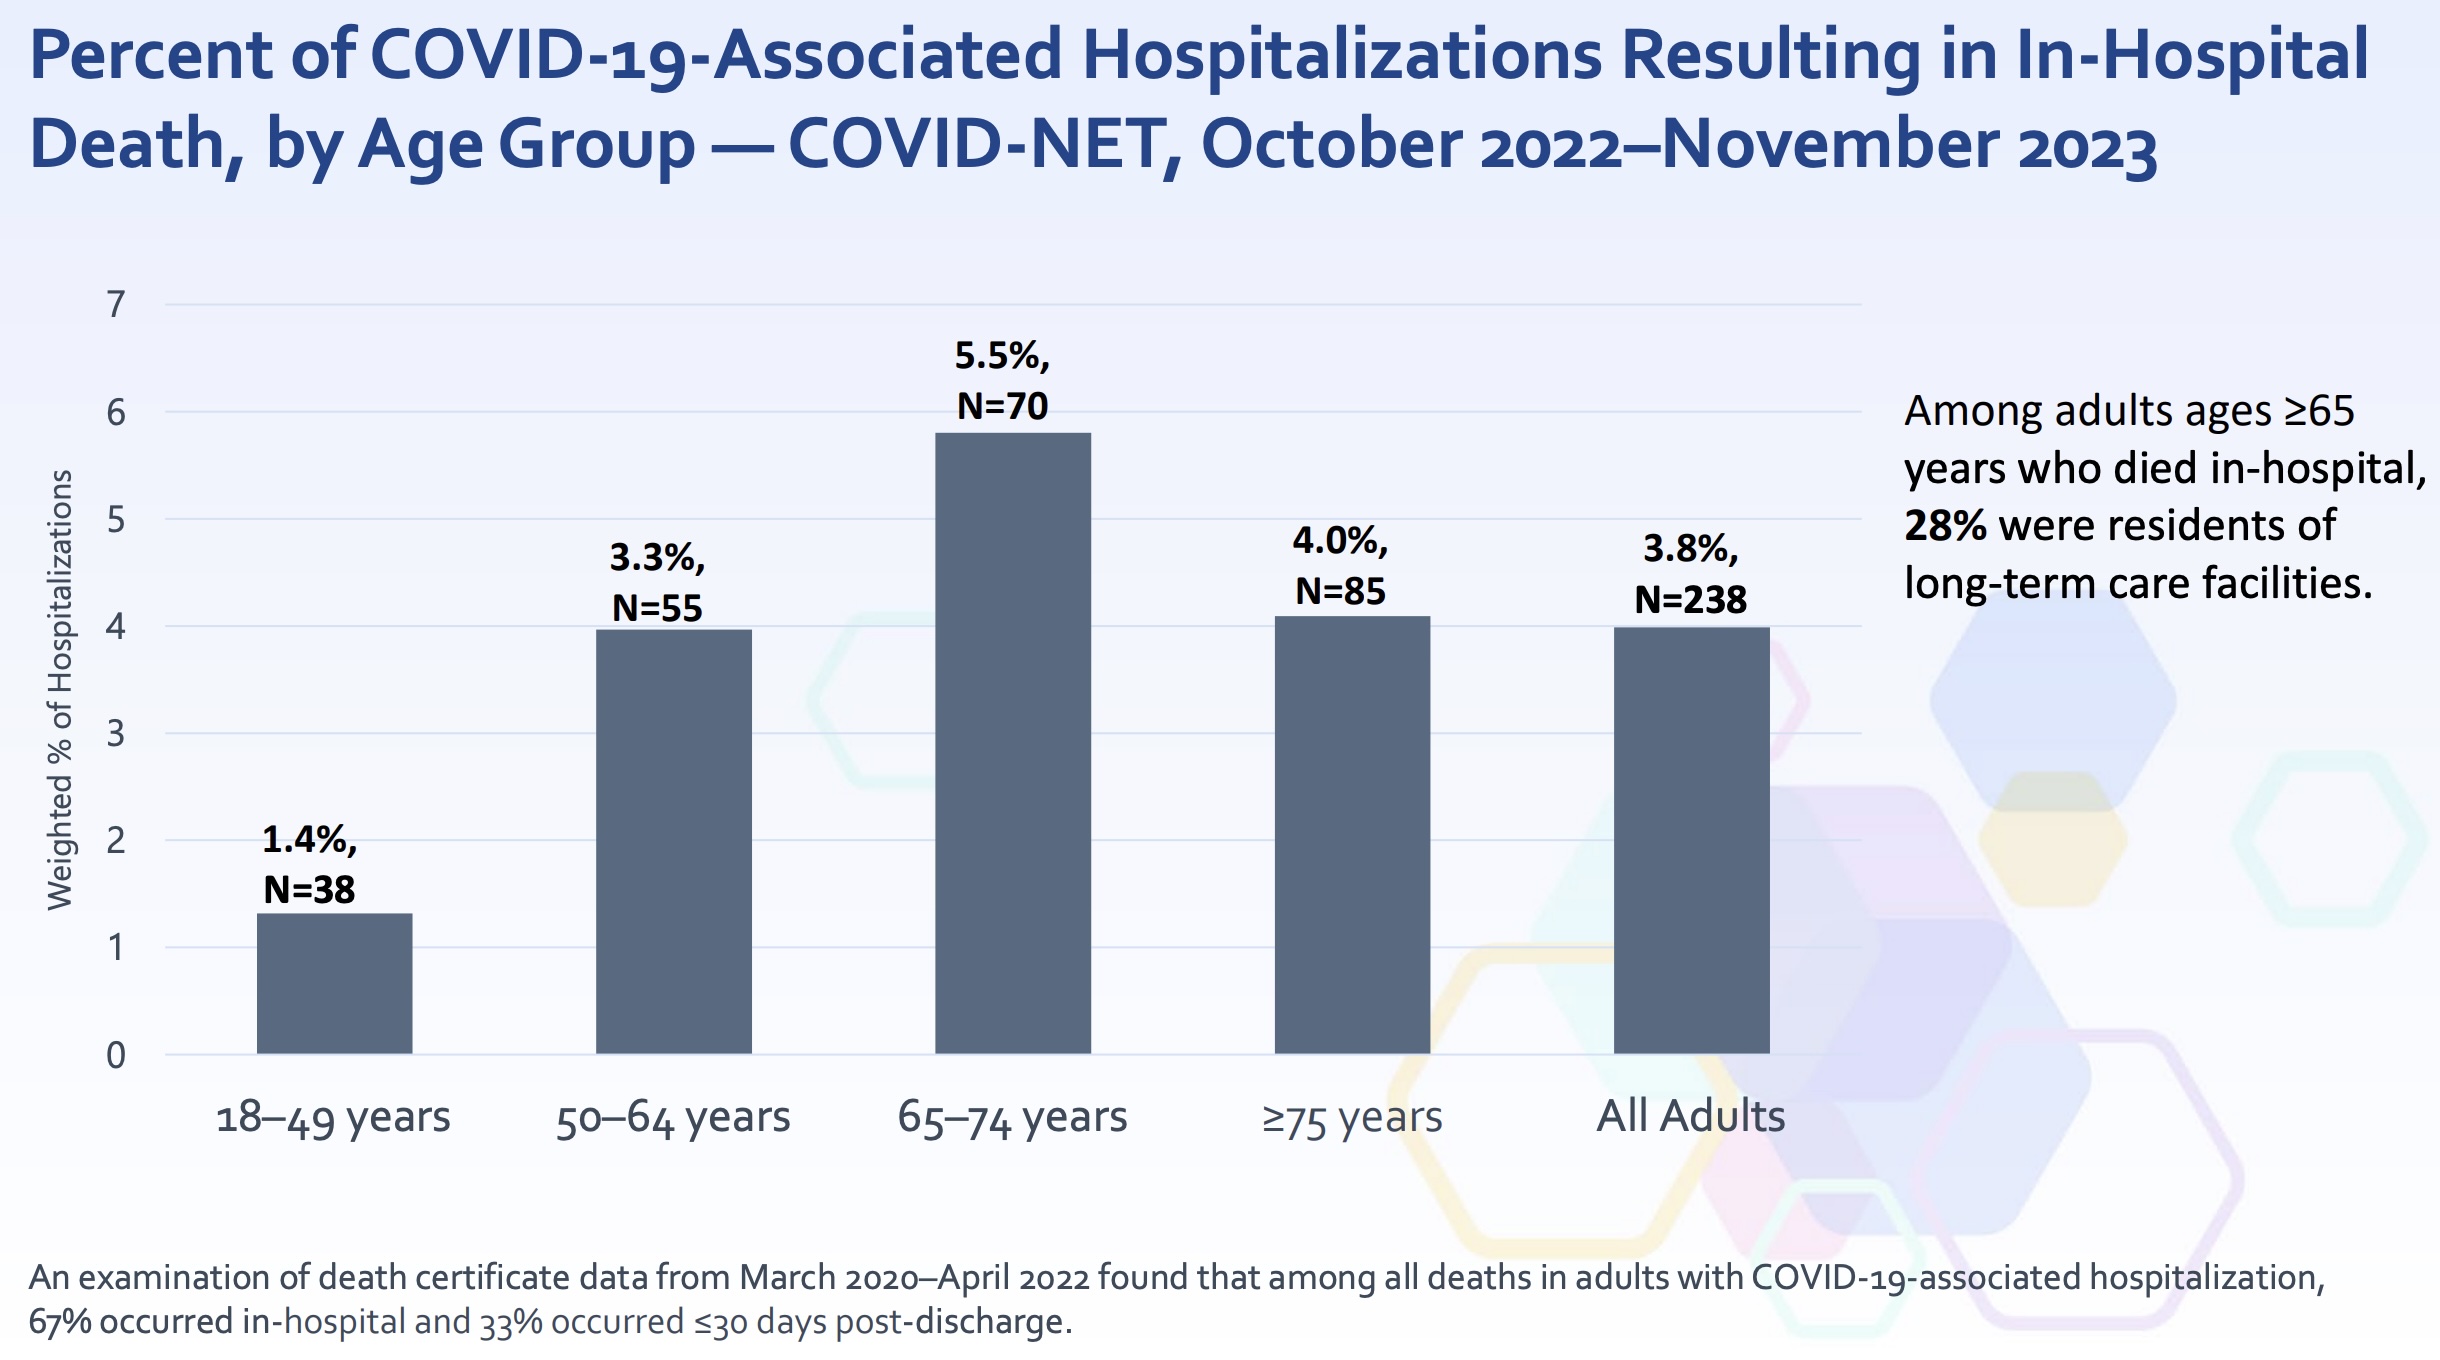 Percent of COVID-19-Associated Hospitalizations Resulting in In-Hospital
Death, by Age Group — COVID-NET, October 2022–November 2023
Weighted % of Hospitalizations
7
6
5
4
3
2
1
0
1.4%,
N=38
3.3%,
N=55
5.5%,
N=70
4.0%,
N=85
3.8%,
N=238
18–49 years
50–64 years
65–74 years
≥75 years
All Adults
Among adults ages ≥65
years who died in-hospital,
28% were residents of
long-term care facilities.
An examination of death certificate data from March 2020–April 2022 found that among all deaths in adults with COVID-19-associated hospitalization,
67% occurred in-hospital and 33% occurred ≤30 days post-discharge.